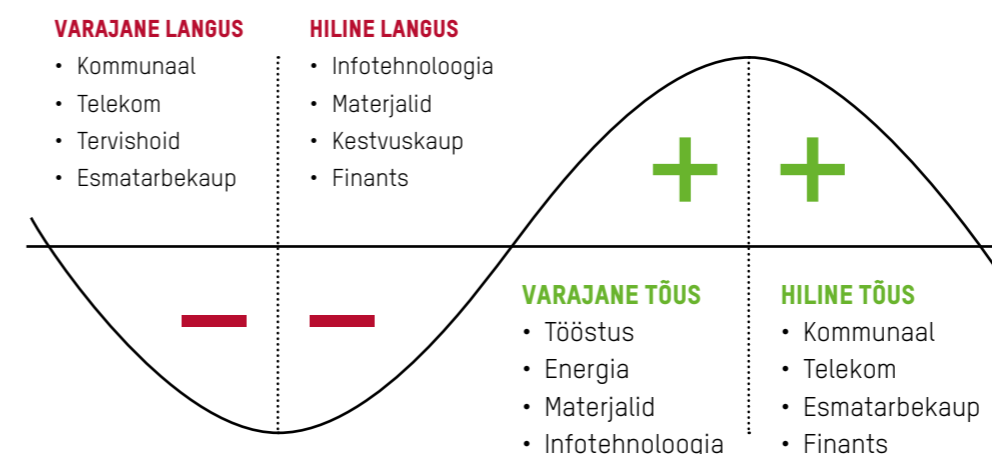 VARAJANE LANGUS
• Kommunaal
• Telekom
• Tervishoid
• Esmatarbekaup
HILINE LANGUS
• Infotehnoloogia
• Materjalid
• Kestvuskaup
• Finants
VARAJANE TÕUS
• Tööstus
• Energia
• Materjalid
• Infotehnoloogia
HILINE TÕUS
• Kommunaal
• Telekom
• Esmatarbekaup
• Finants